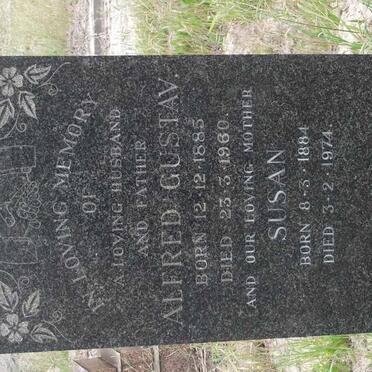 IN LOVING MEMORY
OF
A LOVING HUSBAND
AND FATHER
ALFRED GUSTAV.
BORN 12·12·1885
DIED 23·3·1960.
AND OUR LOVING MOTHER
SUSAN
BORN 8·3·1884
DIED 3·2·1974.